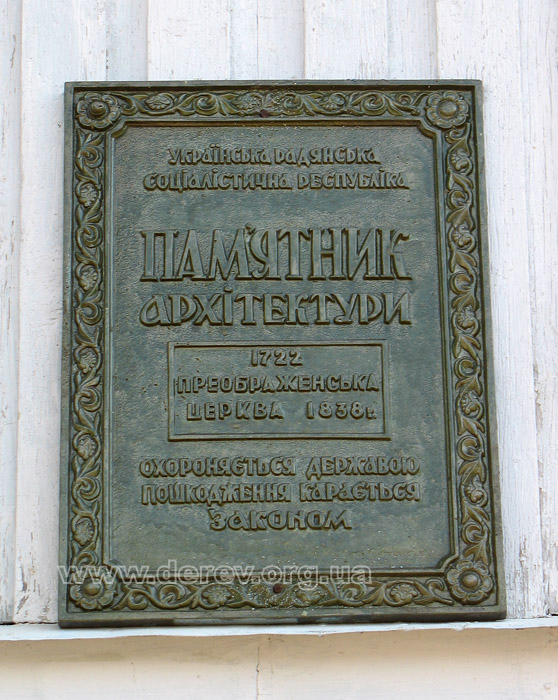 УКРАЇНСЬКА РАДЯНСЬКА
СОЦІАЛІСТИЧНА РЕСПУБЛІКА
ПАМ'ЯТНИК
АРХІТЕКТУРИ
1722
ПРЕОБРАЖЕНСЬКА
ЦЕРКВА 1838 р.
ОХОРОНЯЄТЬСЯ ДЕРЖАВОЮ
ПОШКОДЖЕННЯ КАРАЄТЬСЯ
ЗАКОНОМ
www.derev.org.ua